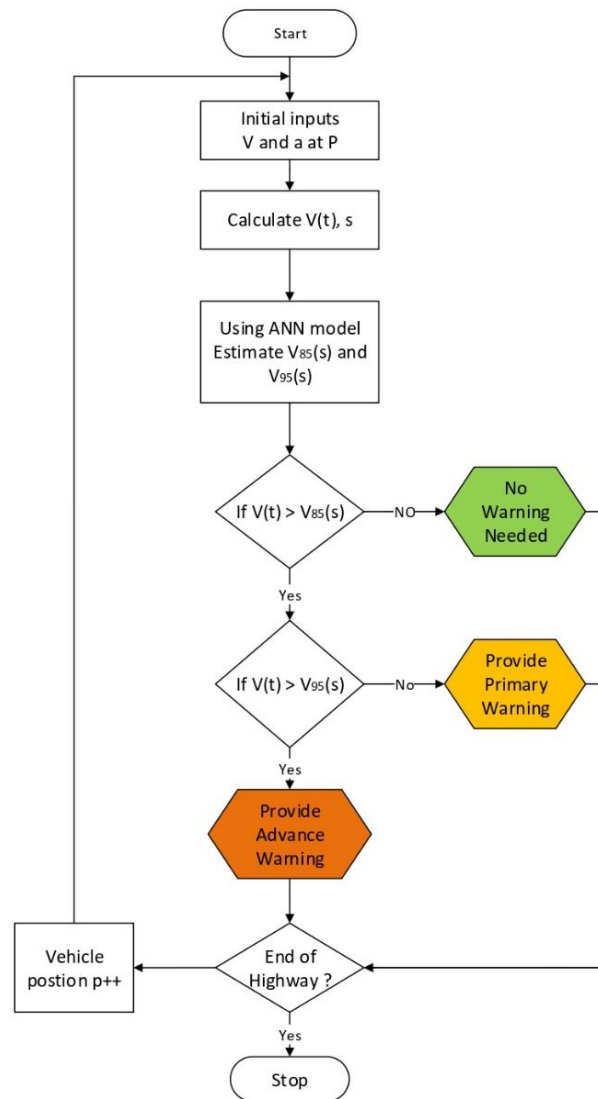 Start
Initial inputs
V and a at P
Calculate V(t), s
Using ANN model
Estimate V85(s) and
V95(s)
If V(t) > V85(s)
NO
No
Warning
Needed
Yes
If V(t) > V95(s)
No
Provide
Primary
Warning
Yes
Provide
Advance
Warning
End of
Highway ?
Vehicle
postion p++
Yes
Stop